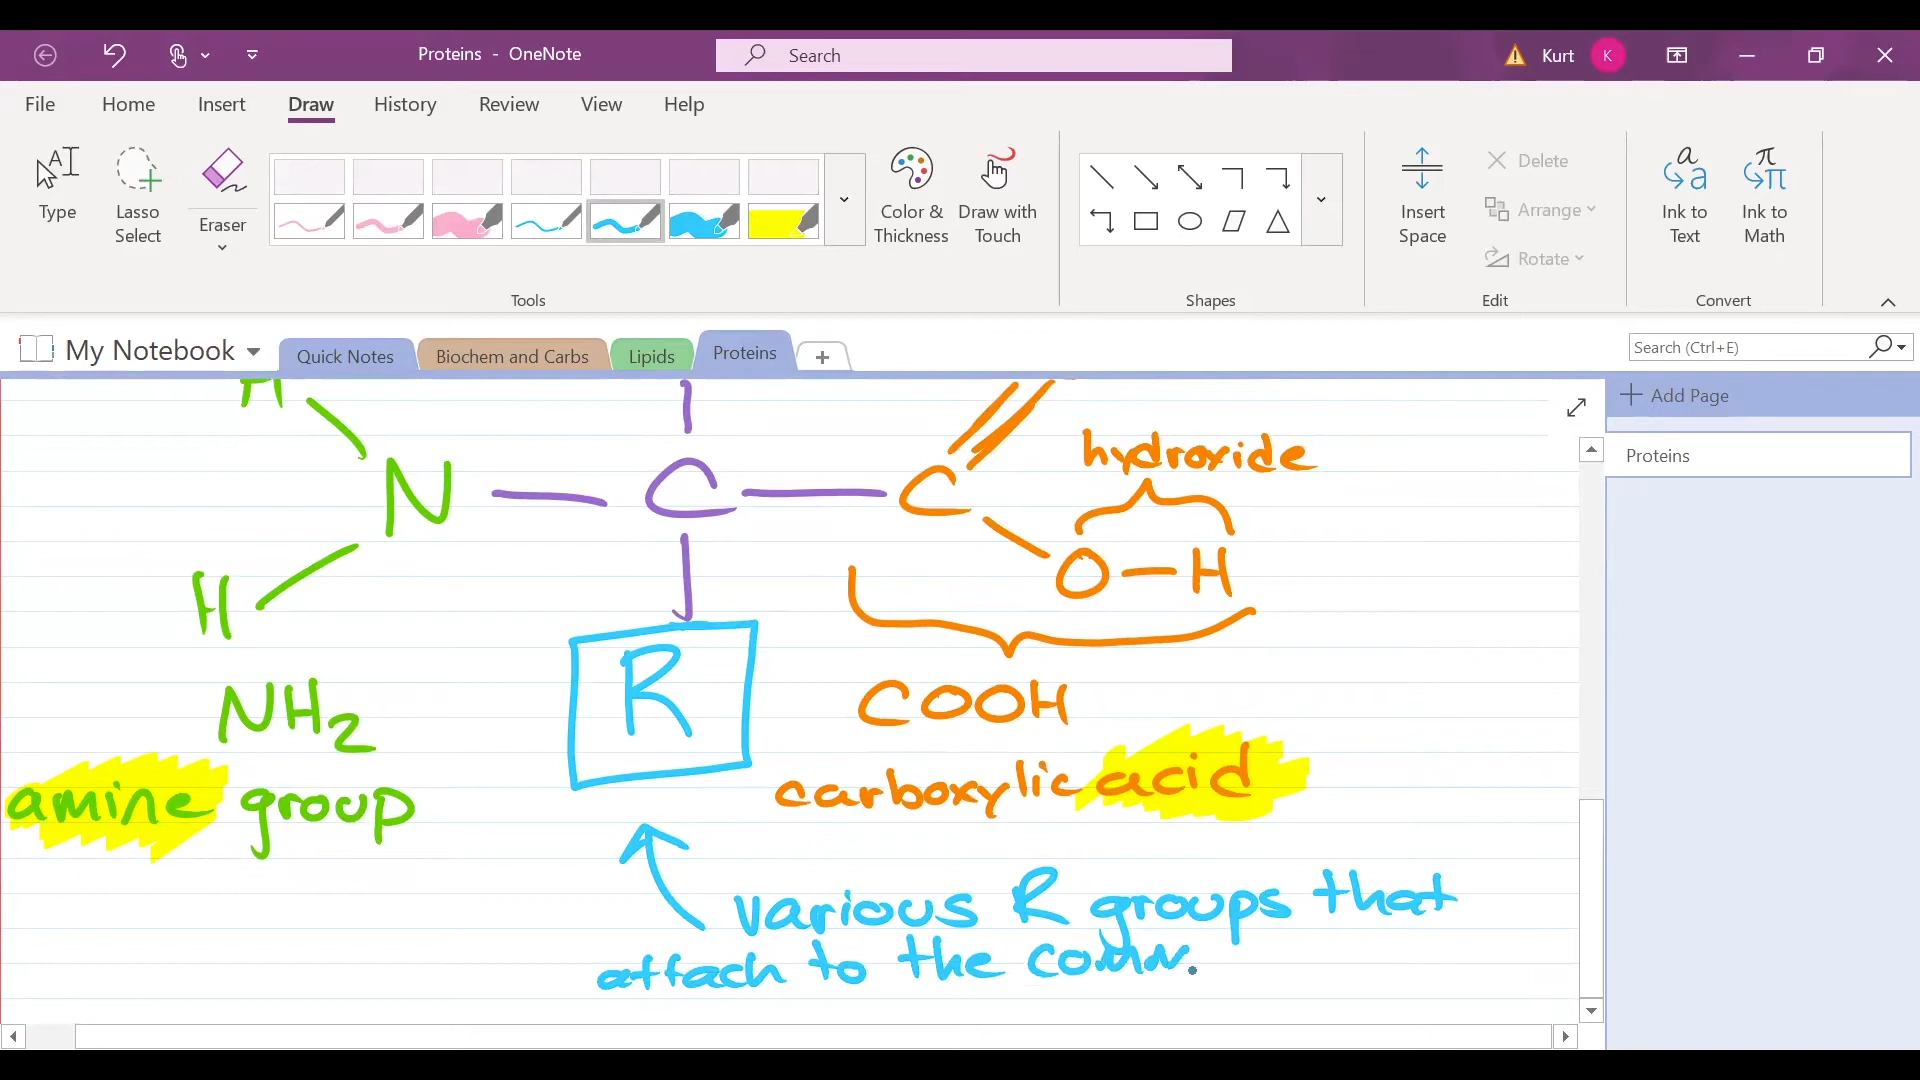 Proteins - OneNote
Search
Kurt
K
File Home Insert Draw History Review View Help
Type
Lasso Select
Eraser
Color & Thickness
Draw with Touch
Insert Space
Delete
Arrange
Rotate
Ink to Text
Ink to Math
Tools
Shapes
Edit
Convert
My Notebook
Quick Notes
Biochem and Carbs
Lipids
Proteins
Search (Ctrl+E)
Add Page
Proteins
H
hydroxide
N C C
O H
H
R
NH2
COOH
amine group
carboxylic acid
various R groups that
attach to the